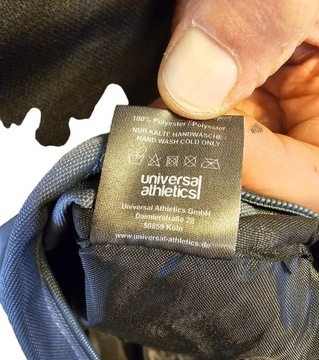 100% Polyester / Polyester
NUR KALTE HANDWÄSCHE
HAND WASH COLD ONLY
universal
athletics
Universal Athletics GmbH
Daimlerstraße 28
50859 Köln
www.universal-athletics.de